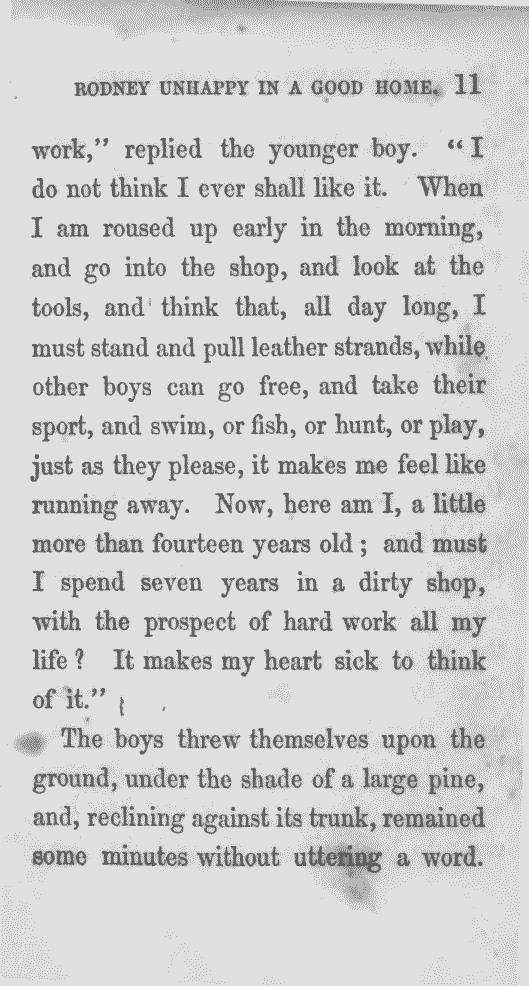 RODNEY UNHAPPY IN A GOOD HOME. 11
work,” replied the younger boy. “ I
do not think I ever shall like it. When
I am roused up early in the morning,
and go into the shop, and look at the
tools, and think that, all day long, I
must stand and pull leather strands, while
other boys can go free, and take their
sport, and swim, or fish, or hunt, or play,
just as they please, it makes me feel like
running away. Now, here am I, a little
more than fourteen years old ; and must
I spend seven years in a dirty shop,
with the prospect of hard work all my
life ? It makes my heart sick to think
of it.”
The boys threw themselves upon the
ground, under the shade of a large pine,
and, reclining against its trunk, remained
some minutes without uttering a word.